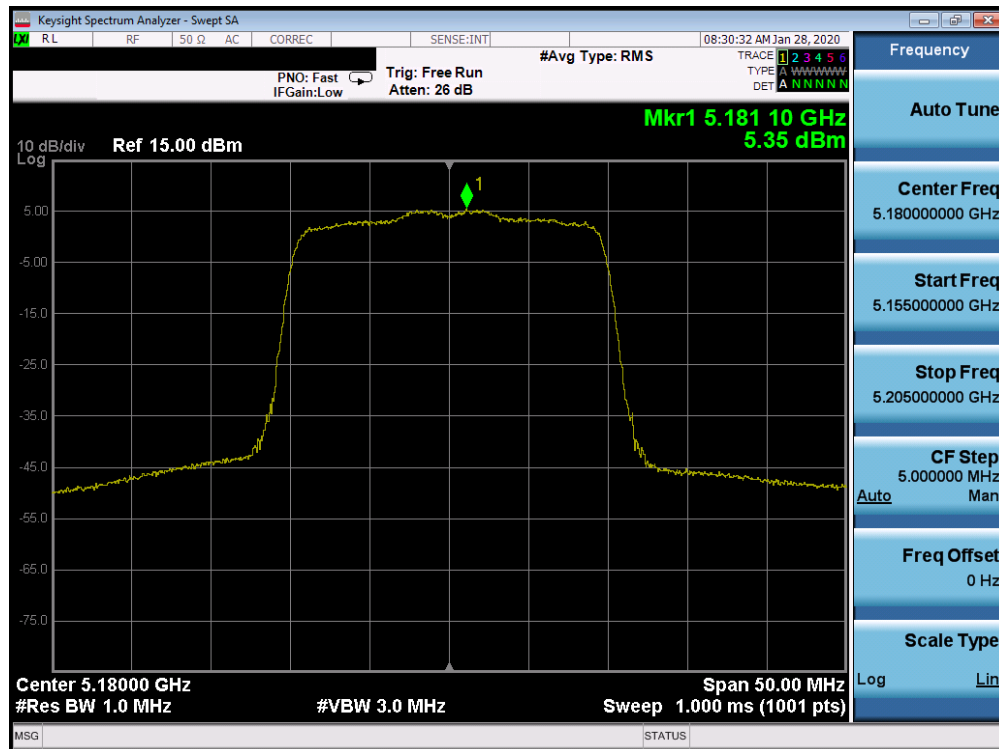 Keysight Spectrum Analyzer - Swept SA
LXI RL RF 50 Ω AC CORREC SENSE:INT 08:30:32 AM Jan 28, 2020
#Avg Type: RMS TRACE 1 2 3 4 5 6
PNO: Fast Trig: Free Run TYPE A WWWWW
IFGain:Low Atten: 26 dB DET A N N N N N
Mkr1 5.181 10 GHz
5.35 dBm
10 dB/div Ref 15.00 dBm
Log
1
5.00
-5.00
-15.0
-25.0
-35.0
-45.0
-55.0
-65.0
-75.0
Center 5.18000 GHz Span 50.00 MHz
#Res BW 1.0 MHz #VBW 3.0 MHz Sweep 1.000 ms (1001 pts)
MSG STATUS
Frequency
Auto Tune
Center Freq
5.180000000 GHz
Start Freq
5.155000000 GHz
Stop Freq
5.205000000 GHz
CF Step
5.000000 MHz
Auto Man
Freq Offset
0 Hz
Scale Type
Log Lin